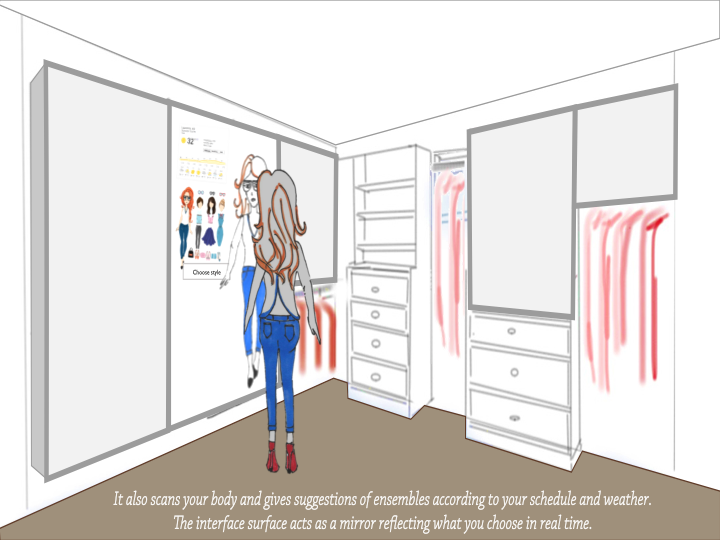 32°
Choose style
It also scans your body and gives suggestions of ensembles according to your schedule and weather.
The interface surface acts as a mirror reflecting what you choose in real time.